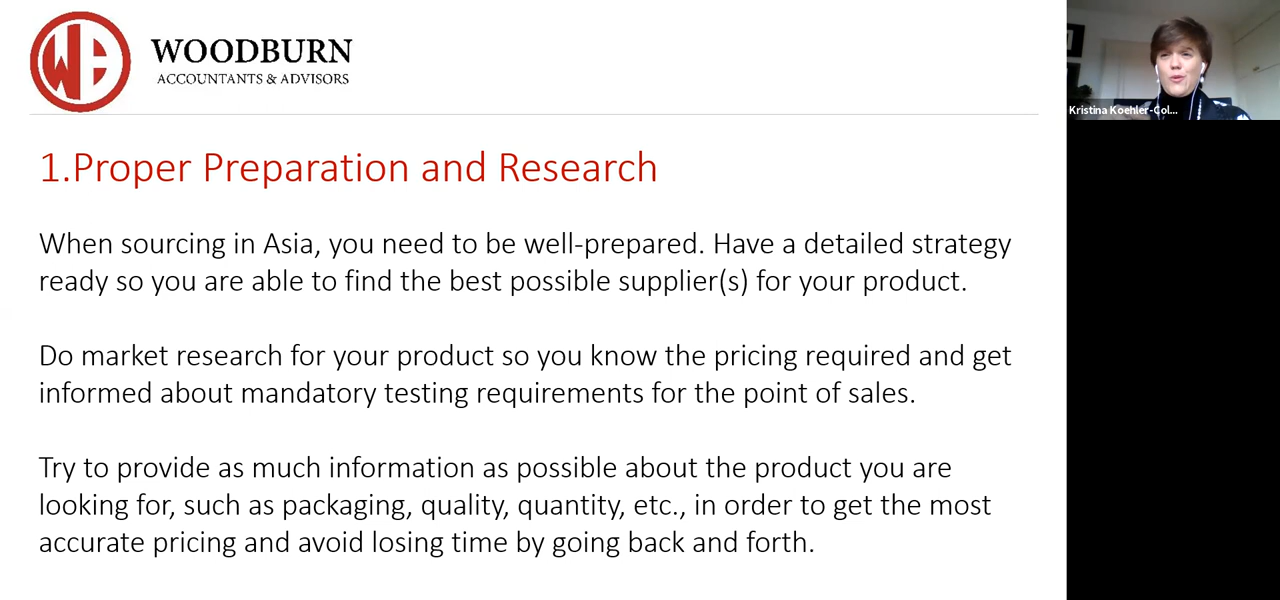 WOODBURN
ACCOUNTANTS & ADVISORS
Kristina Koehler-Col...
1.Proper Preparation and Research
When sourcing in Asia, you need to be well-prepared. Have a detailed strategy
ready so you are able to find the best possible supplier(s) for your product.
Do market research for your product so you know the pricing required and get
informed about mandatory testing requirements for the point of sales.
Try to provide as much information as possible about the product you are
looking for, such as packaging, quality, quantity, etc., in order to get the most
accurate pricing and avoid losing time by going back and forth.